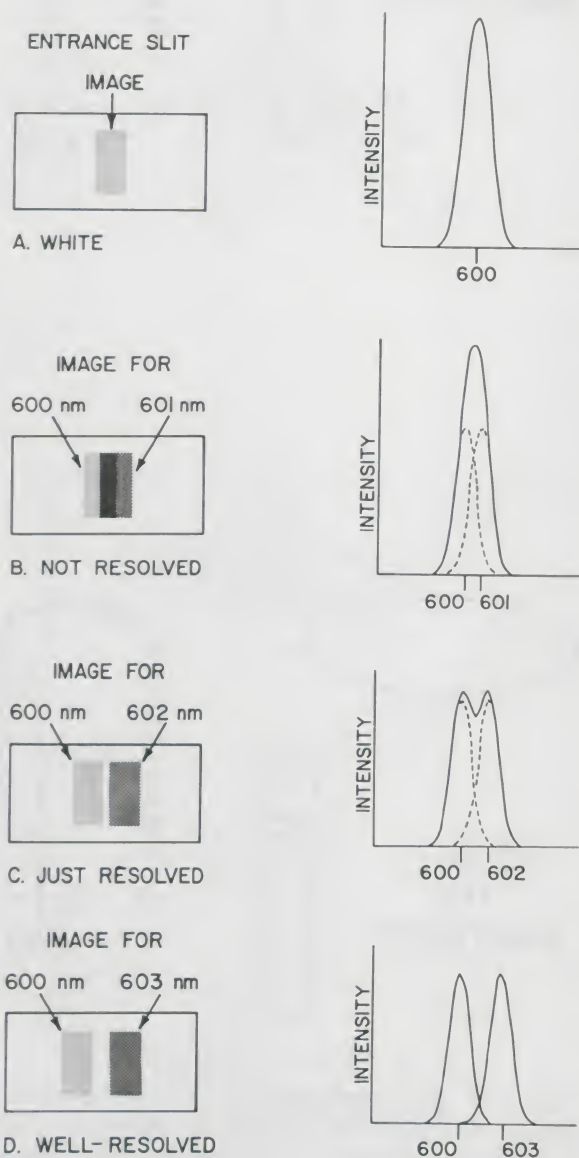 ENTRANCE SLIT
IMAGE
A. WHITE
INTENSITY
600
IMAGE FOR
600 nm
601 nm
B. NOT RESOLVED
INTENSITY
600
601
IMAGE FOR
600 nm
602 nm
C. JUST RESOLVED
INTENSITY
600
602
IMAGE FOR
600 nm
603 nm
D. WELL-RESOLVED
INTENSITY
600
603